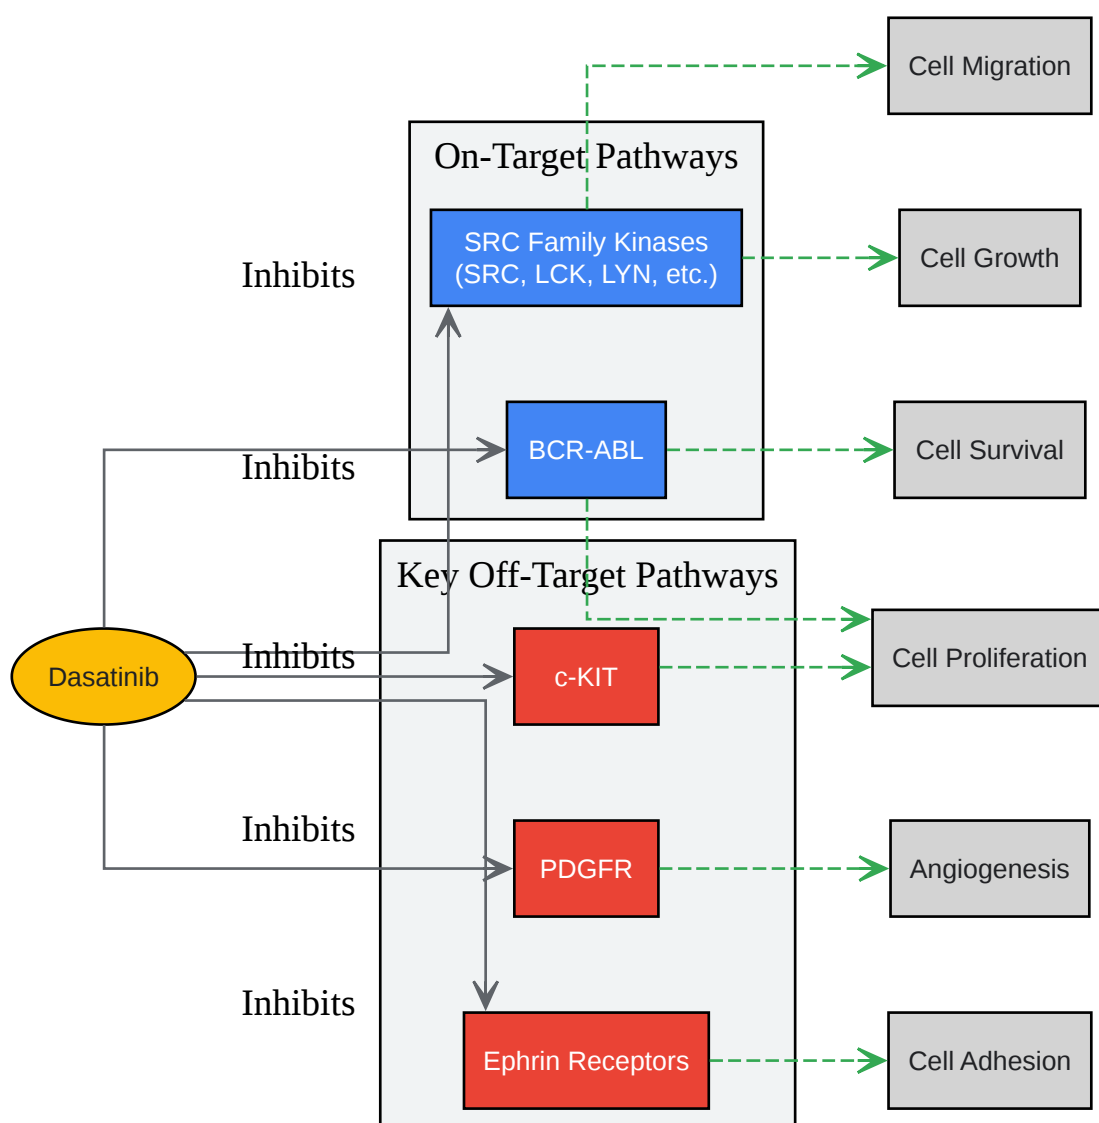 Cell Migration
On-Target Pathways
SRC Family Kinases
(SRC, LCK, LYN, etc.)
Inhibits
Cell Growth
BCR-ABL
Inhibits
Cell Survival
Key Off-Target Pathways
Dasatinib
Inhibits
c-KIT
Cell Proliferation
Inhibits
PDGFR
Angiogenesis
Inhibits
Ephrin Receptors
Cell Adhesion